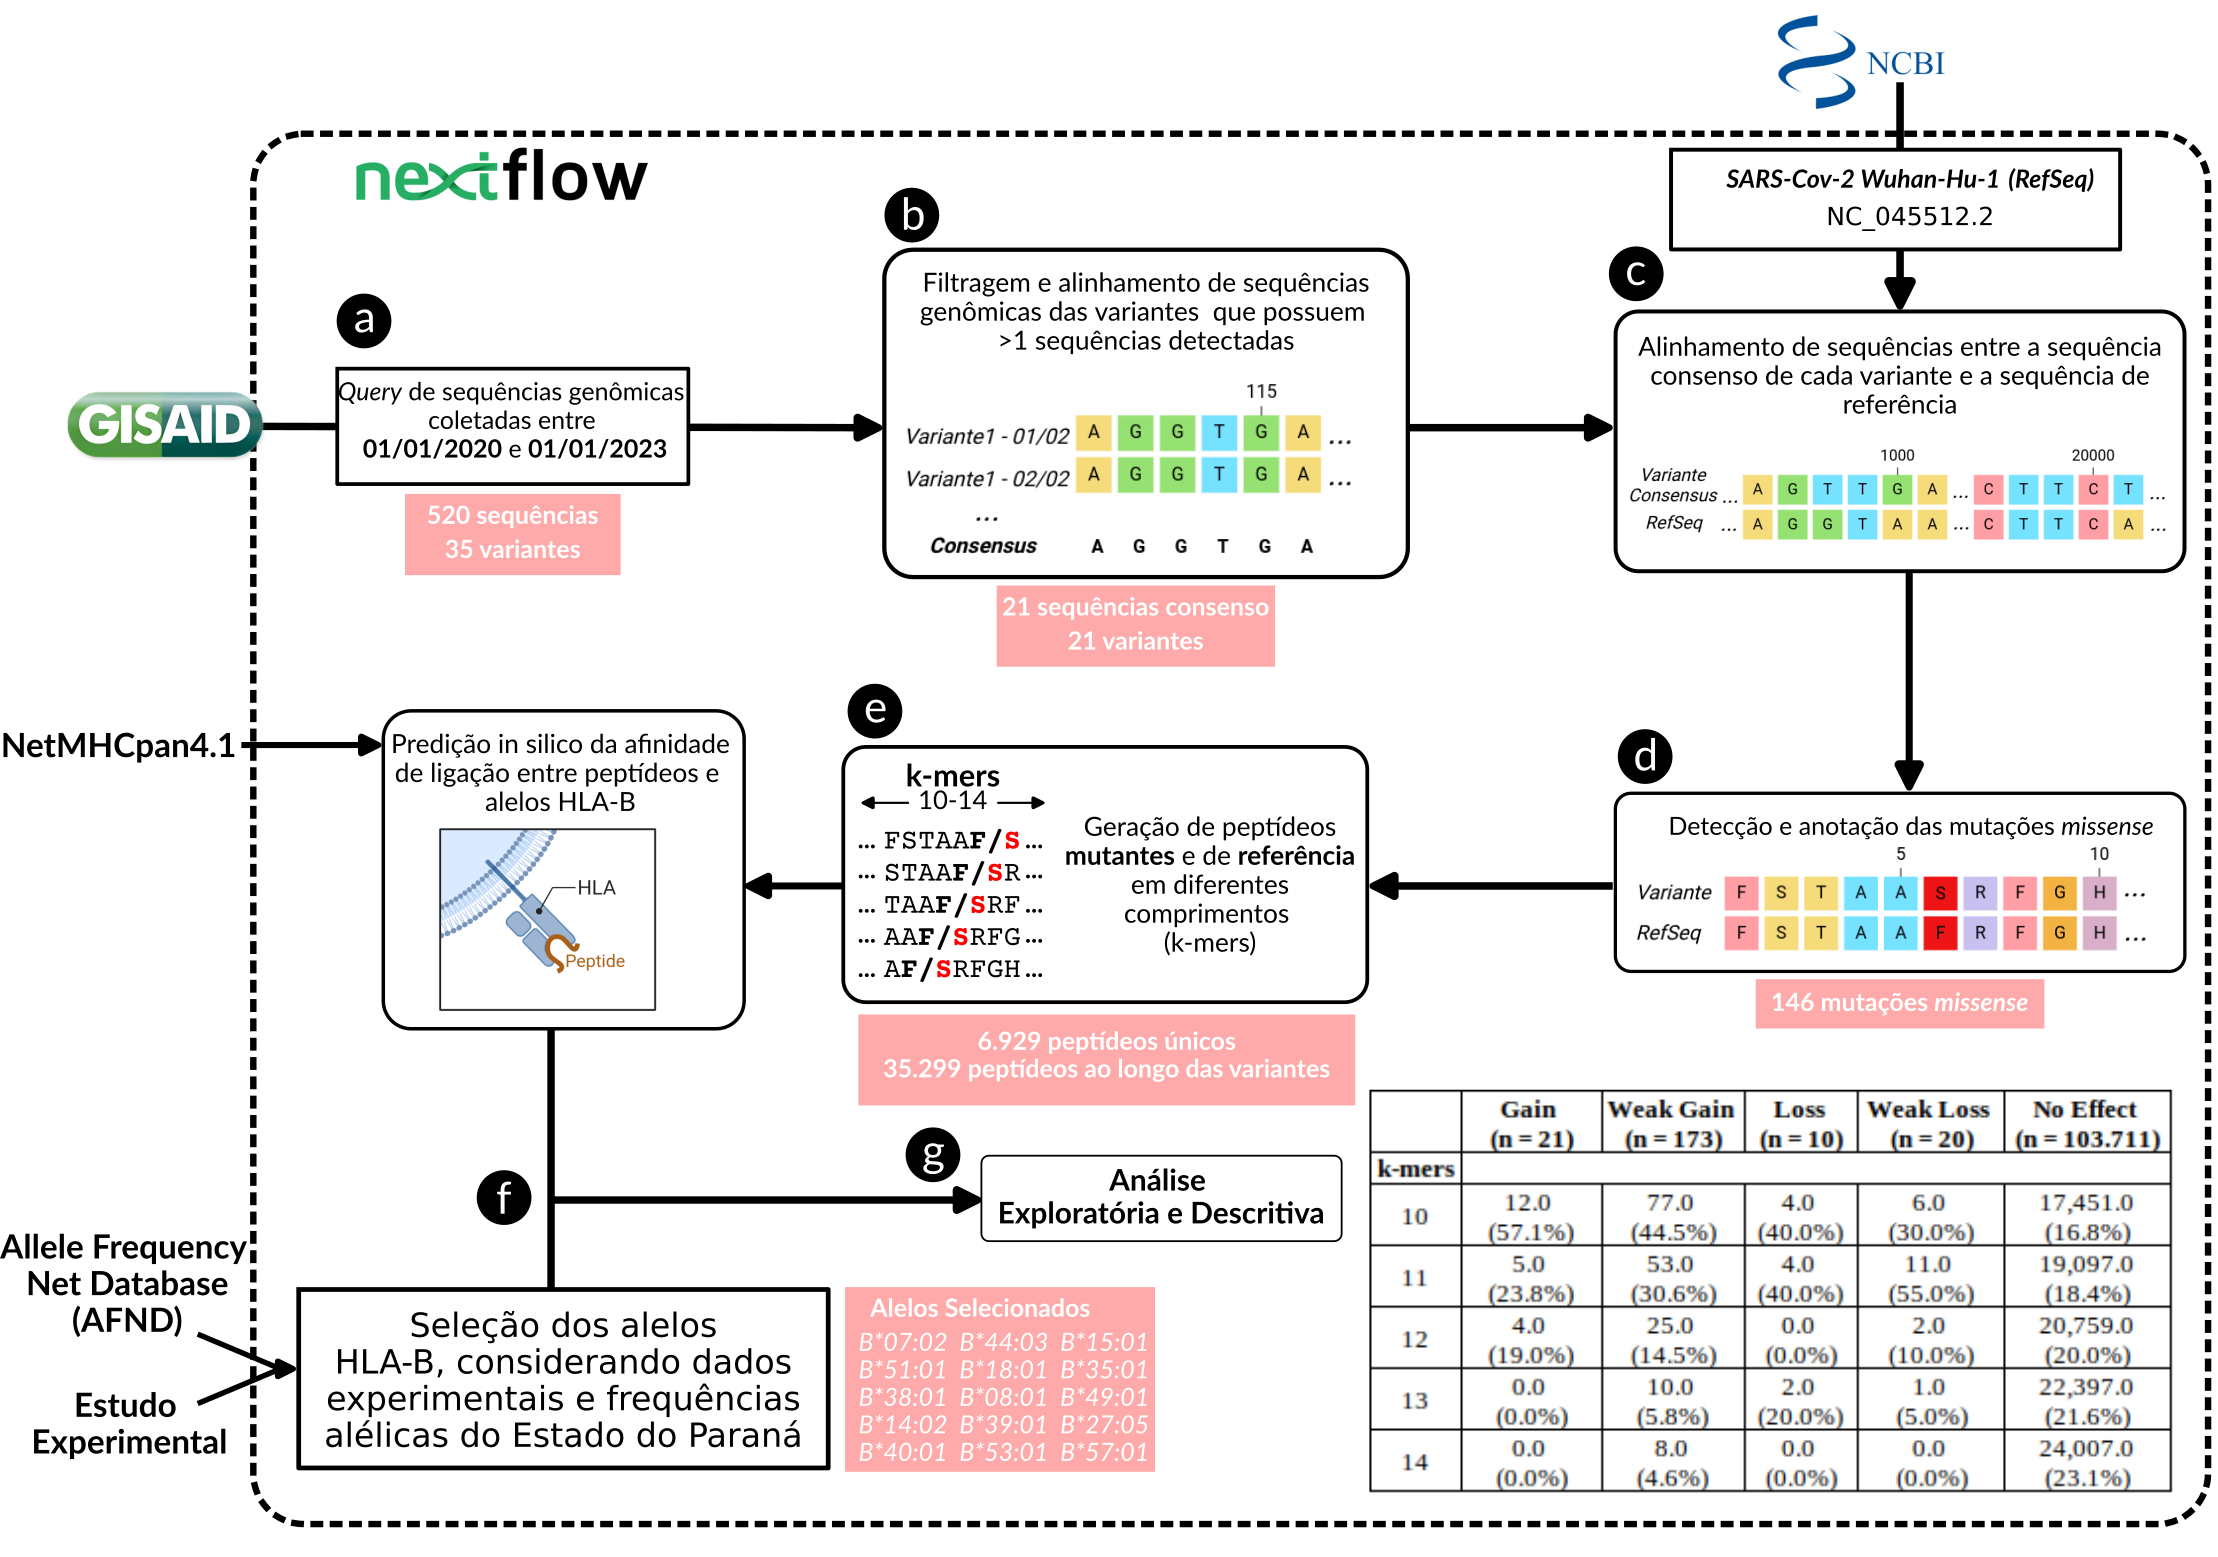 NCBI
nextflow
SARS-Cov-2 Wuhan-Hu-1 (RefSeq)
NC_045512.2
a
GISAID
Query de sequências genômicas
coletadas entre
01/01/2020 e 01/01/2023
520 sequências
35 variantes
b
Filtragem e alinhamento de sequências
genômicas das variantes que possuem
>1 sequências detectadas
115
Variante1 - 01/02 A G G T G A ...
Variante1 - 02/02 A G G T G A ...
...
Consensus A G G T G A
21 sequências consenso
21 variantes
c
Alinhamento de sequências entre a sequência
consenso de cada variante e a sequência de
referência
1000 20000
Variante
Consensus ... A G T T G A ... C T T C T ...
RefSeq ... A G G T A A ... C T T C A ...
d
Detecção e anotação das mutações missense
5 10
Variante F S T A A S R F G H ...
RefSeq F S T A A F R F G H ...
146 mutações missense
e
k-mers
10-14
... FSTAAF/S ...
... STAAF/SR ...
... TAAF/SRF ...
... AAF/SRFG ...
... AF/SRFGH ...
Geração de peptídeos
mutantes e de referência
em diferentes
comprimentos
(k-mers)
6.929 peptídeos únicos
35.299 peptídeos ao longo das variantes
NetMHCpan4.1
Predição in silico da afinidade
de ligação entre peptídeos e
alelos HLA-B
HLA
Peptide
f
g
Análise
Exploratória e Descritiva
Allele Frequency
Net Database
(AFND)
Estudo
Experimental
Seleção dos alelos
HLA-B, considerando dados
experimentais e frequências
alélicas do Estado do Paraná
Alelos Selecionados
B*07:02 B*44:03 B*15:01
B*51:01 B*18:01 B*35:01
B*38:01 B*08:01 B*49:01
B*14:02 B*39:01 B*27:05
B*40:01 B*53:01 B*57:01
Gain Weak Gain Loss Weak Loss No Effect
(n = 21) (n = 173) (n = 10) (n = 20) (n = 103.711)
k-mers
10 12.0 77.0 4.0 6.0 17,451.0
(57.1%) (44.5%) (40.0%) (30.0%) (16.8%)
11 5.0 53.0 4.0 11.0 19,097.0
(23.8%) (30.6%) (40.0%) (55.0%) (18.4%)
12 4.0 25.0 0.0 2.0 20,759.0
(19.0%) (14.5%) (0.0%) (10.0%) (20.0%)
13 0.0 10.0 2.0 1.0 22,397.0
(0.0%) (5.8%) (20.0%) (5.0%) (21.6%)
14 0.0 8.0 0.0 0.0 24,007.0
(0.0%) (4.6%) (0.0%) (0.0%) (23.1%)